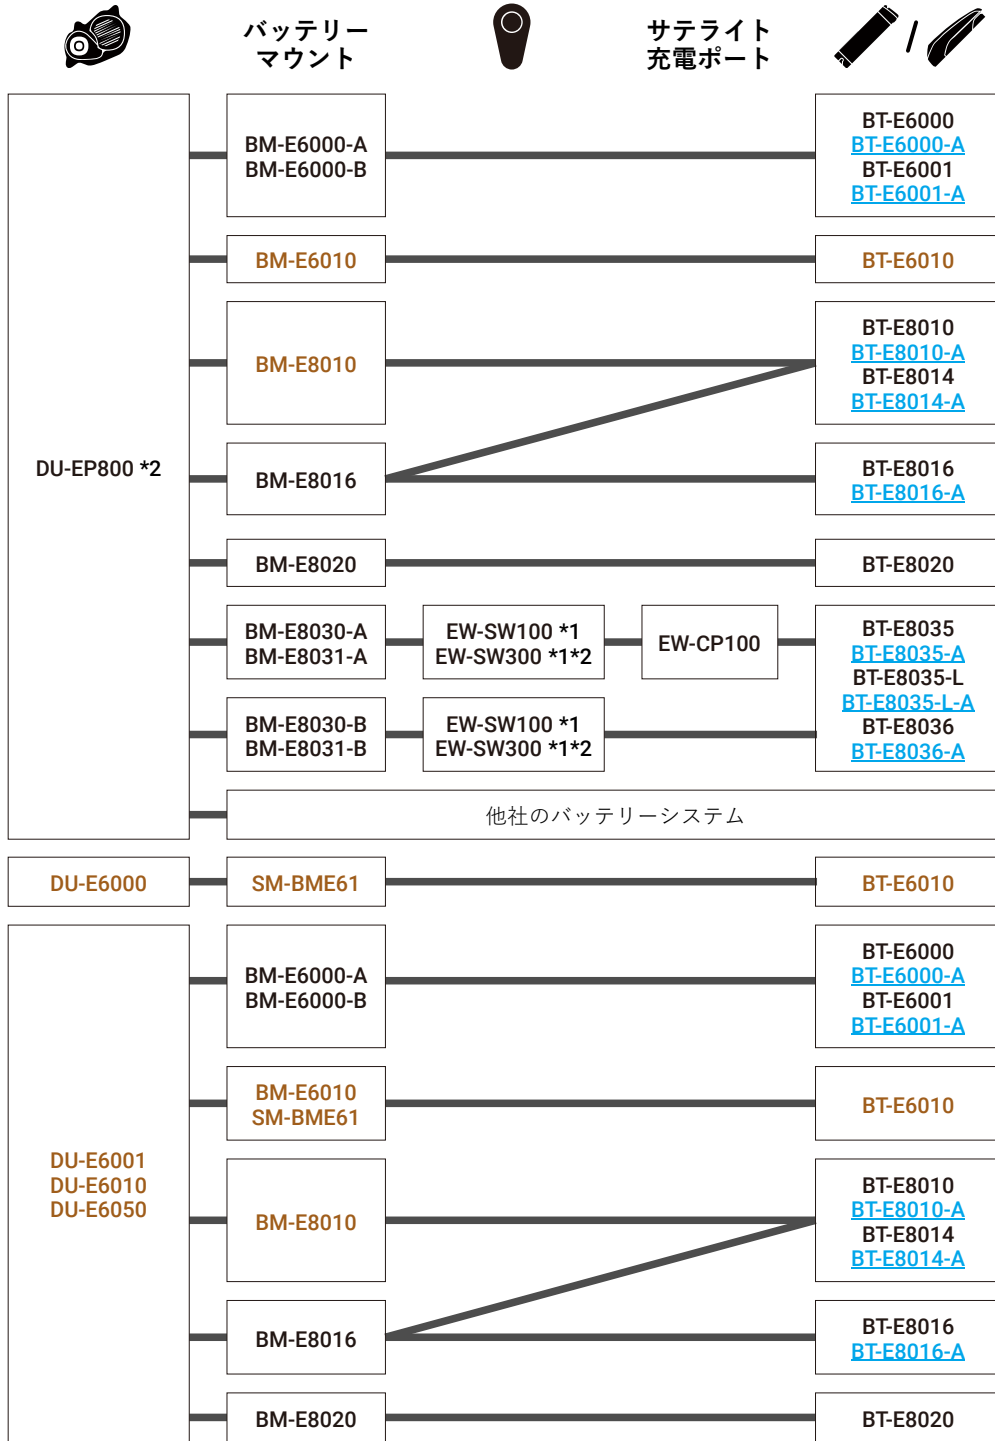 バッテリー
マウント
サテライト
充電ポート
/
DU-EP800 *2
BM-E6000-A
BM-E6000-B
BT-E6000
BT-E6000-A
BT-E6001
BT-E6001-A
BM-E6010
BT-E6010
BM-E8010
BT-E8010
BT-E8010-A
BT-E8014
BT-E8014-A
BM-E8016
BT-E8016
BT-E8016-A
BM-E8020
BT-E8020
BM-E8030-A
BM-E8031-A
EW-SW100 *1
EW-SW300 *1*2
EW-CP100
BT-E8035
BT-E8035-A
BT-E8035-L
BT-E8035-L-A
BT-E8036
BT-E8036-A
BM-E8030-B
BM-E8031-B
EW-SW100 *1
EW-SW300 *1*2
他社のバッテリーシステム
DU-E6000
SM-BME61
BT-E6010
DU-E6001
DU-E6010
DU-E6050
BM-E6000-A
BM-E6000-B
BT-E6000
BT-E6000-A
BT-E6001
BT-E6001-A
BM-E6010
SM-BME61
BT-E6010
BM-E8010
BT-E8010
BT-E8010-A
BT-E8014
BT-E8014-A
BM-E8016
BT-E8016
BT-E8016-A
BM-E8020
BT-E8020